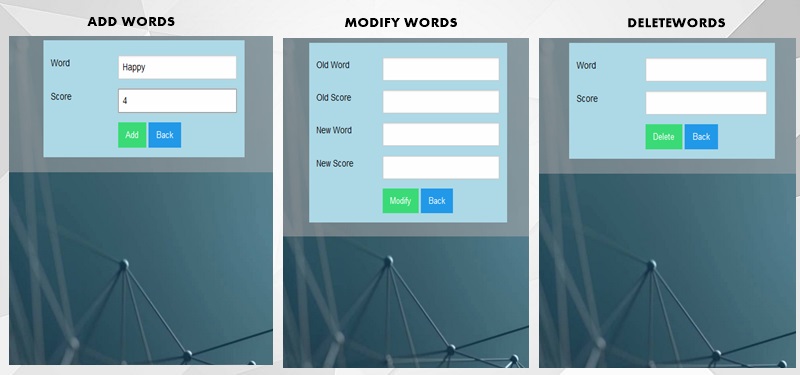 ADD WORDS
Word
Happy
Score
4
Add
Back
MODIFY WORDS
Old Word
Old Score
New Word
New Score
Modify
Back
DELETEWORDS
Word
Score
Delete
Back